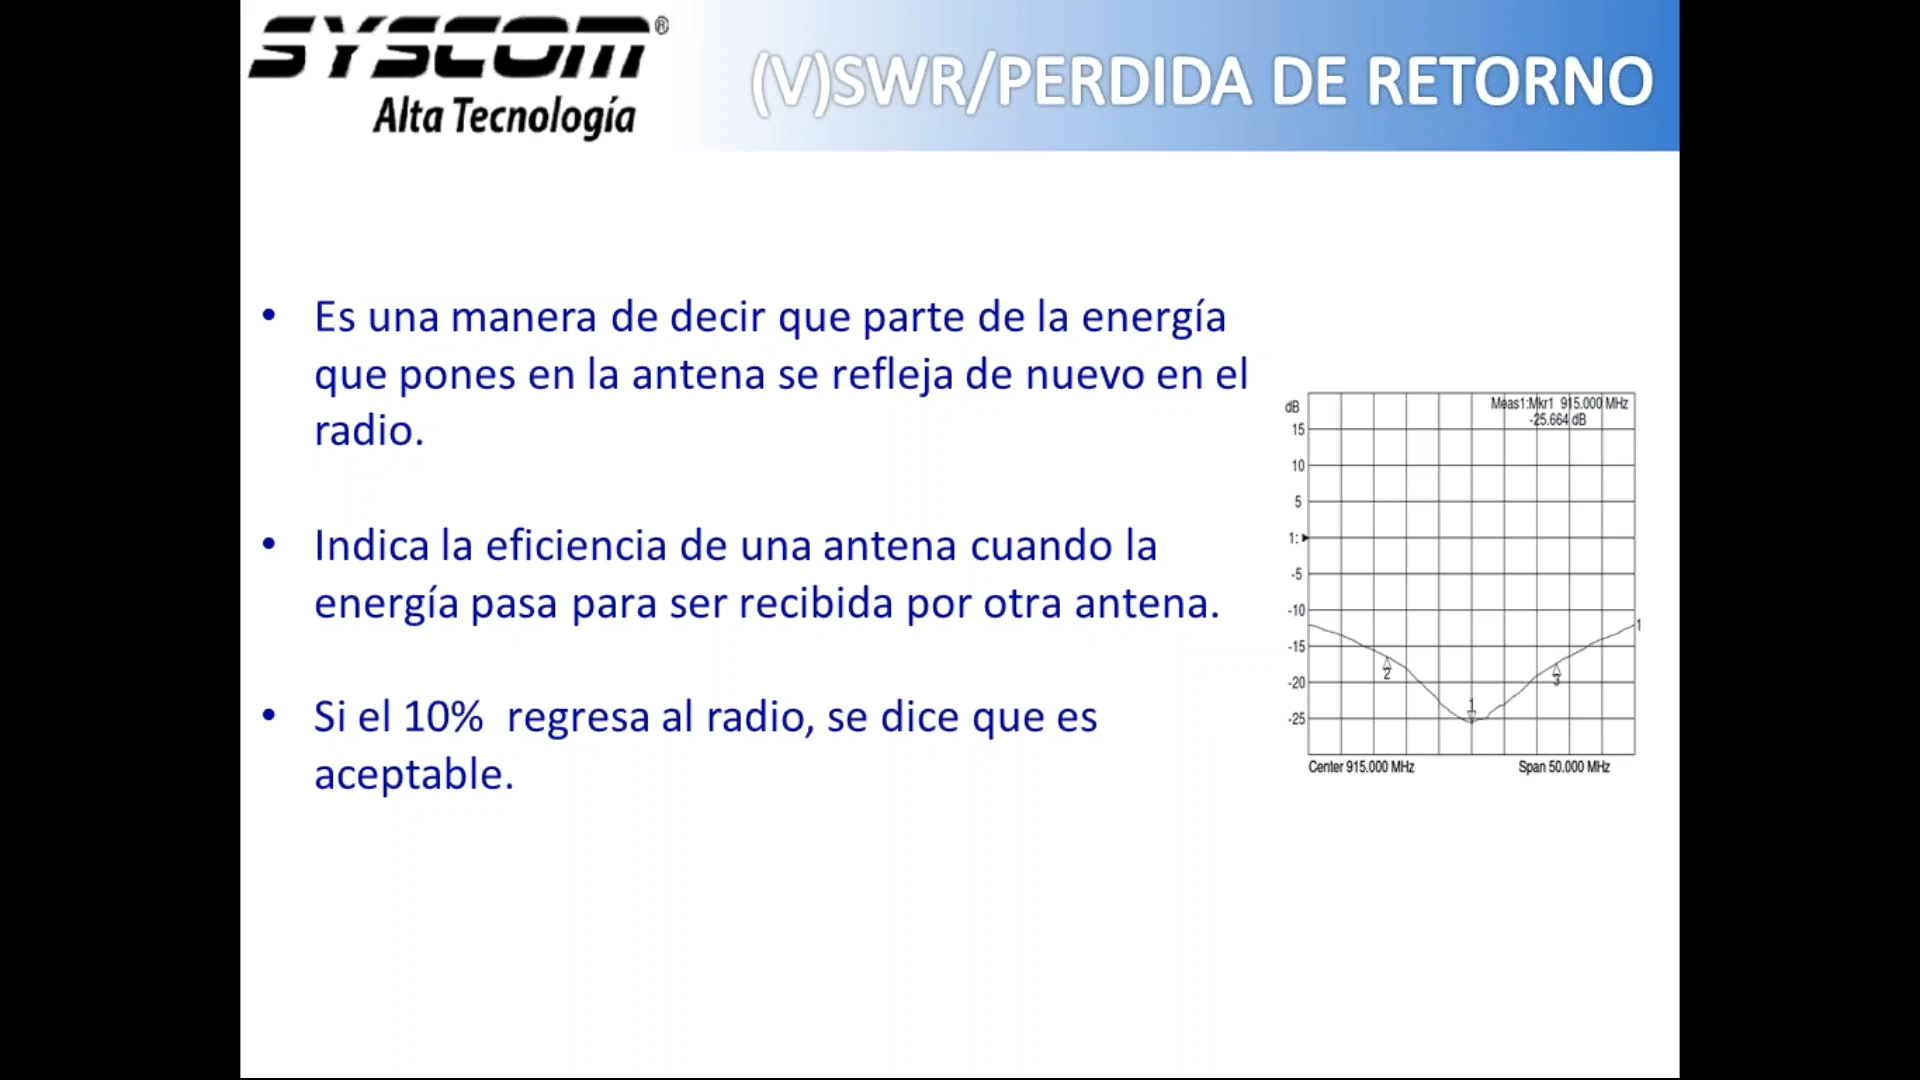 SYSCOM®
Alta Tecnología
(V)SWR/PERDIDA DE RETORNO
• Es una manera de decir que parte de la energía
que pones en la antena se refleja de nuevo en el
radio.
• Indica la eficiencia de una antena cuando la
energía pasa para ser recibida por otra antena.
• Si el 10% regresa al radio, se dice que es
aceptable.
dB
Meas1:Mkr1 915.000 MHz
-25.664 dB
15
10
5
1:
-5
-10
1
-15
2
3
-20
1
-25
Center 915.000 MHz
Span 50.000 MHz